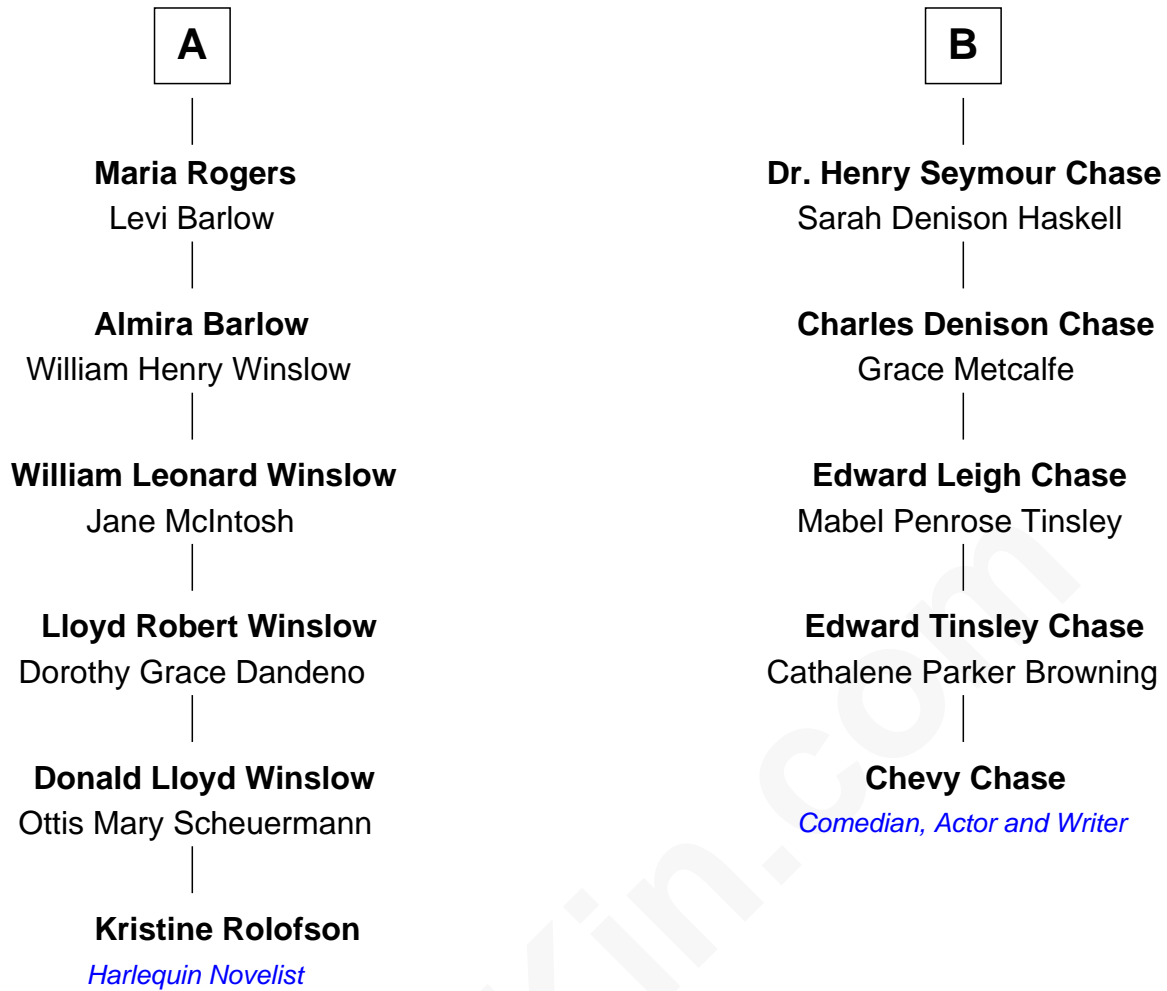 A
Maria Rogers
Levi Barlow
Almira Barlow
William Henry Winslow
William Leonard Winslow
Jane McIntosh
Lloyd Robert Winslow
Dorothy Grace Dandeno
Donald Lloyd Winslow
Ottis Mary Scheuermann
Kristine Rolofson
Harlequin Novelist
B
Dr. Henry Seymour Chase
Sarah Denison Haskell
Charles Denison Chase
Grace Metcalfe
Edward Leigh Chase
Mabel Penrose Tinsley
Edward Tinsley Chase
Cathalene Parker Browning
Chevy Chase
Comedian, Actor and Writer
Kin.com